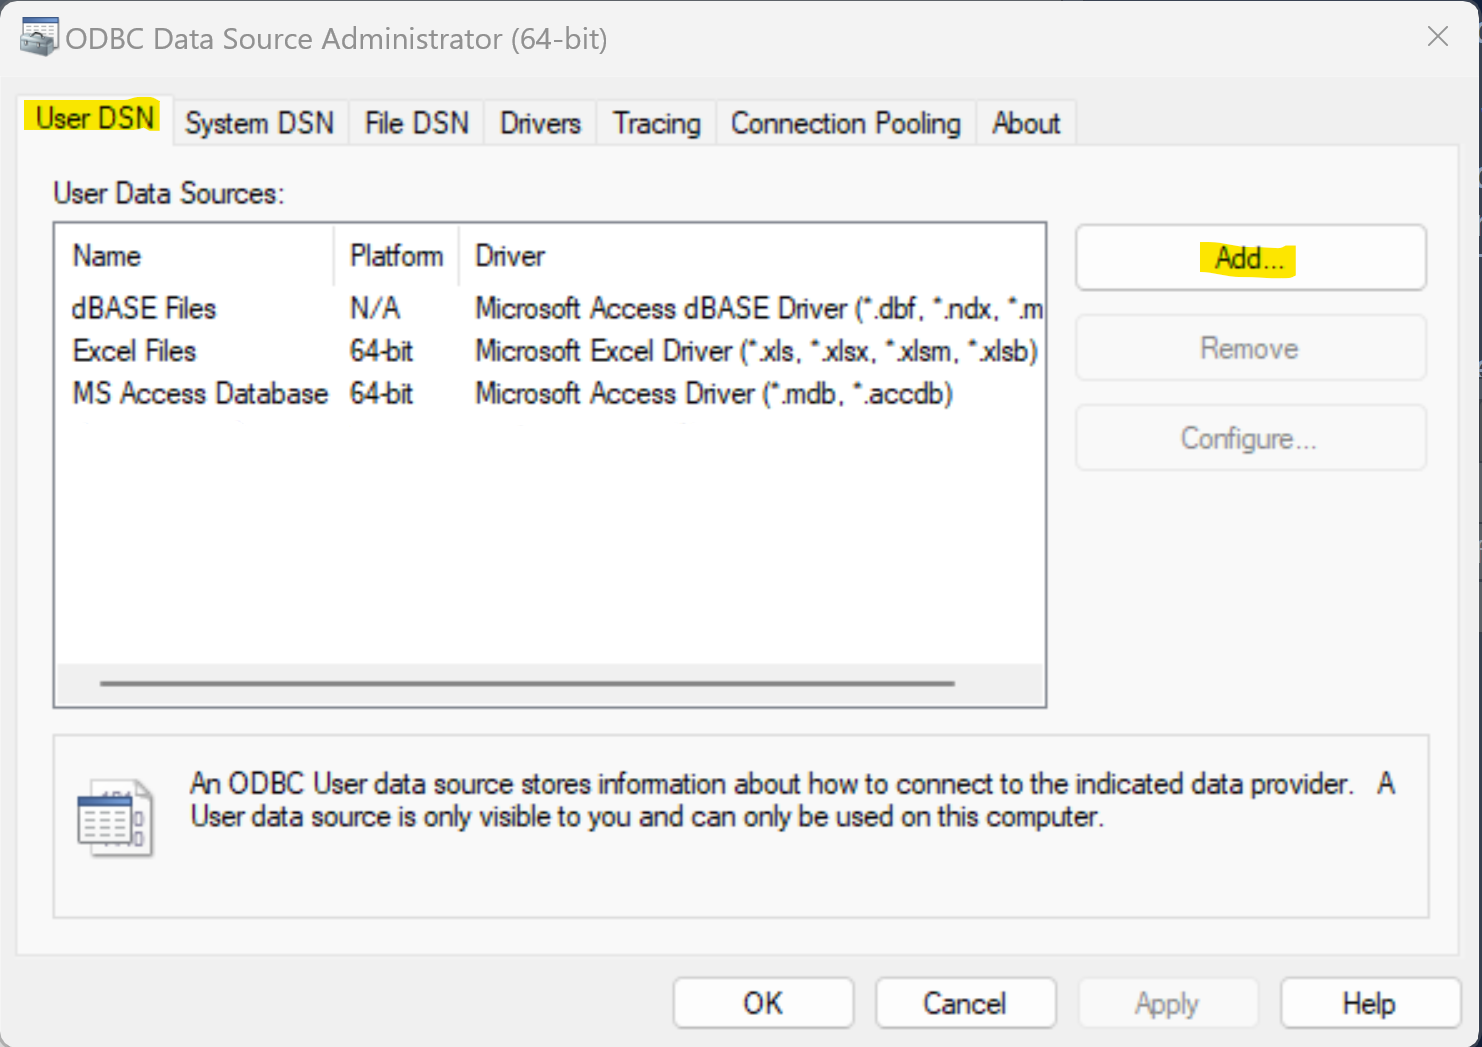 ODBC Data Source Administrator (64-bit)
User DSN System DSN File DSN Drivers Tracing Connection Pooling About
User Data Sources:
Name Platform Driver
dBASE Files N/A Microsoft Access dBASE Driver (*.dbf, *.ndx, *.m
Excel Files 64-bit Microsoft Excel Driver (*.xls, *.xlsx, *.xlsm, *.xlsb)
MS Access Database 64-bit Microsoft Access Driver (*.mdb, *.accdb)
Add...
Remove
Configure...
An ODBC User data source stores information about how to connect to the indicated data provider. A
User data source is only visible to you and can only be used on this computer.
OK Cancel Apply Help